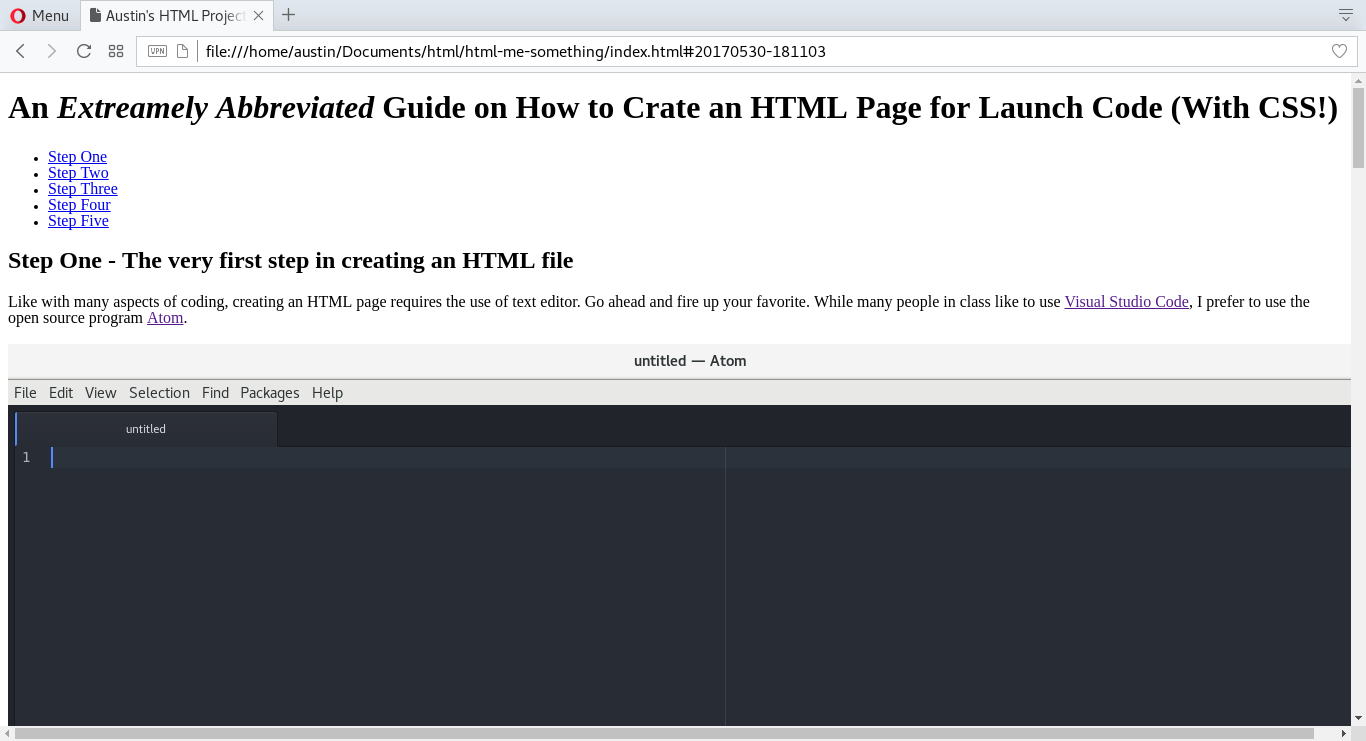 Menu
Austin's HTML Project
VPN
file:///home/austin/Documents/html/html-me-something/index.html#20170530-181103
An Extreamely Abbreviated Guide on How to Crate an HTML Page for Launch Code (With CSS!)
Step One
Step Two
Step Three
Step Four
Step Five
Step One - The very first step in creating an HTML file
Like with many aspects of coding, creating an HTML page requires the use of text editor. Go ahead and fire up your favorite. While many people in class like to use Visual Studio Code, I prefer to use the
open source program Atom.
untitled — Atom
File Edit View Selection Find Packages Help
untitled
1